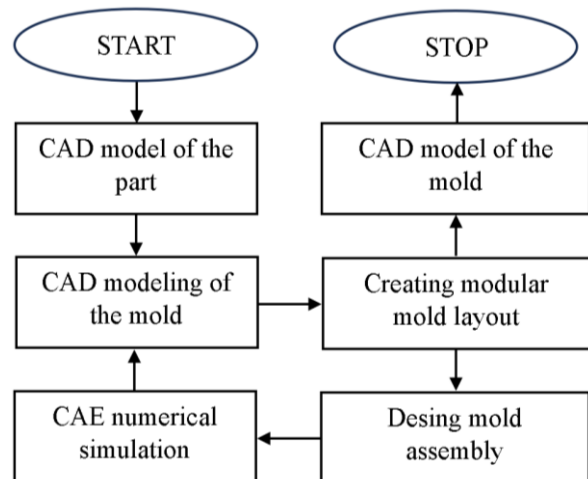 START
STOP
CAD model of the
part
CAD model of the
mold
CAD modeling of
the mold
Creating modular
mold layout
CAE numerical
simulation
Desing mold
assembly